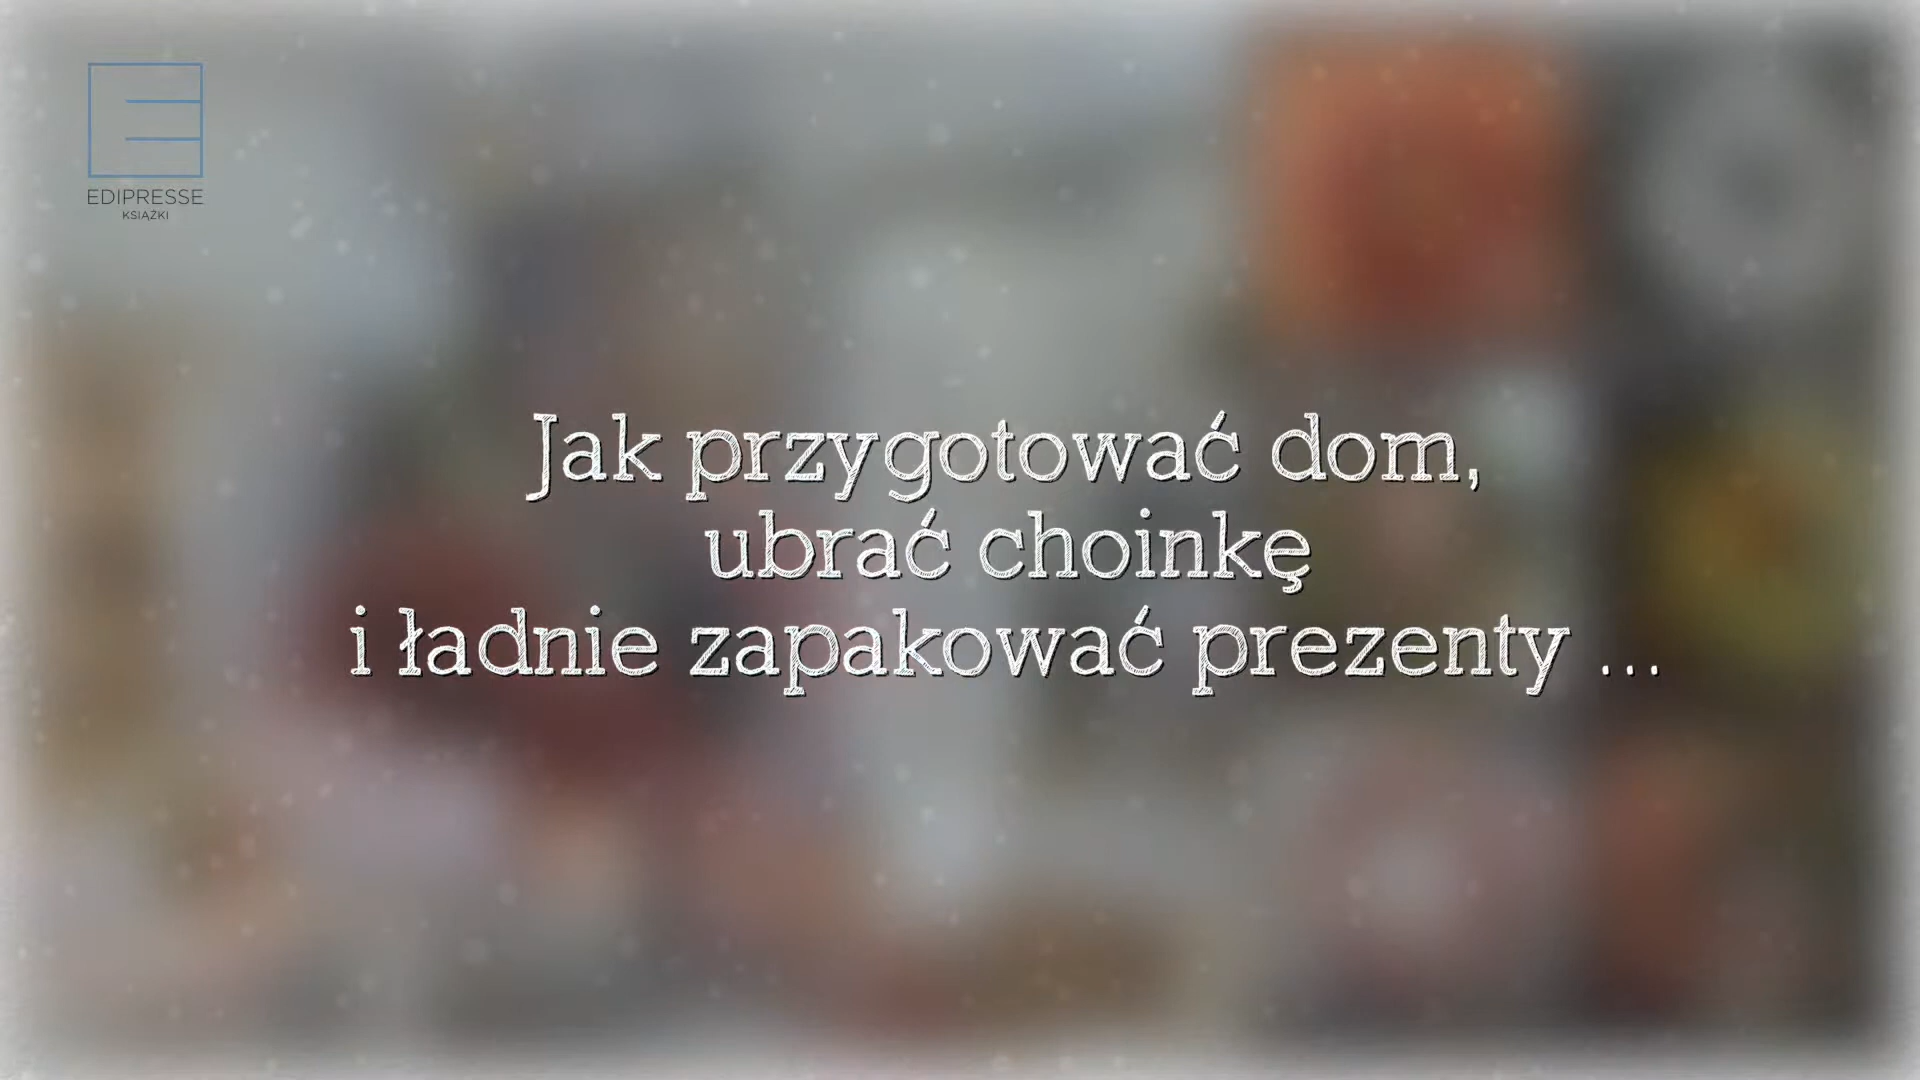 EDIPRESSE
KSIĄŻKI
Jak przygotować dom,
ubrać choinkę
i ładnie zapakować prezenty ...